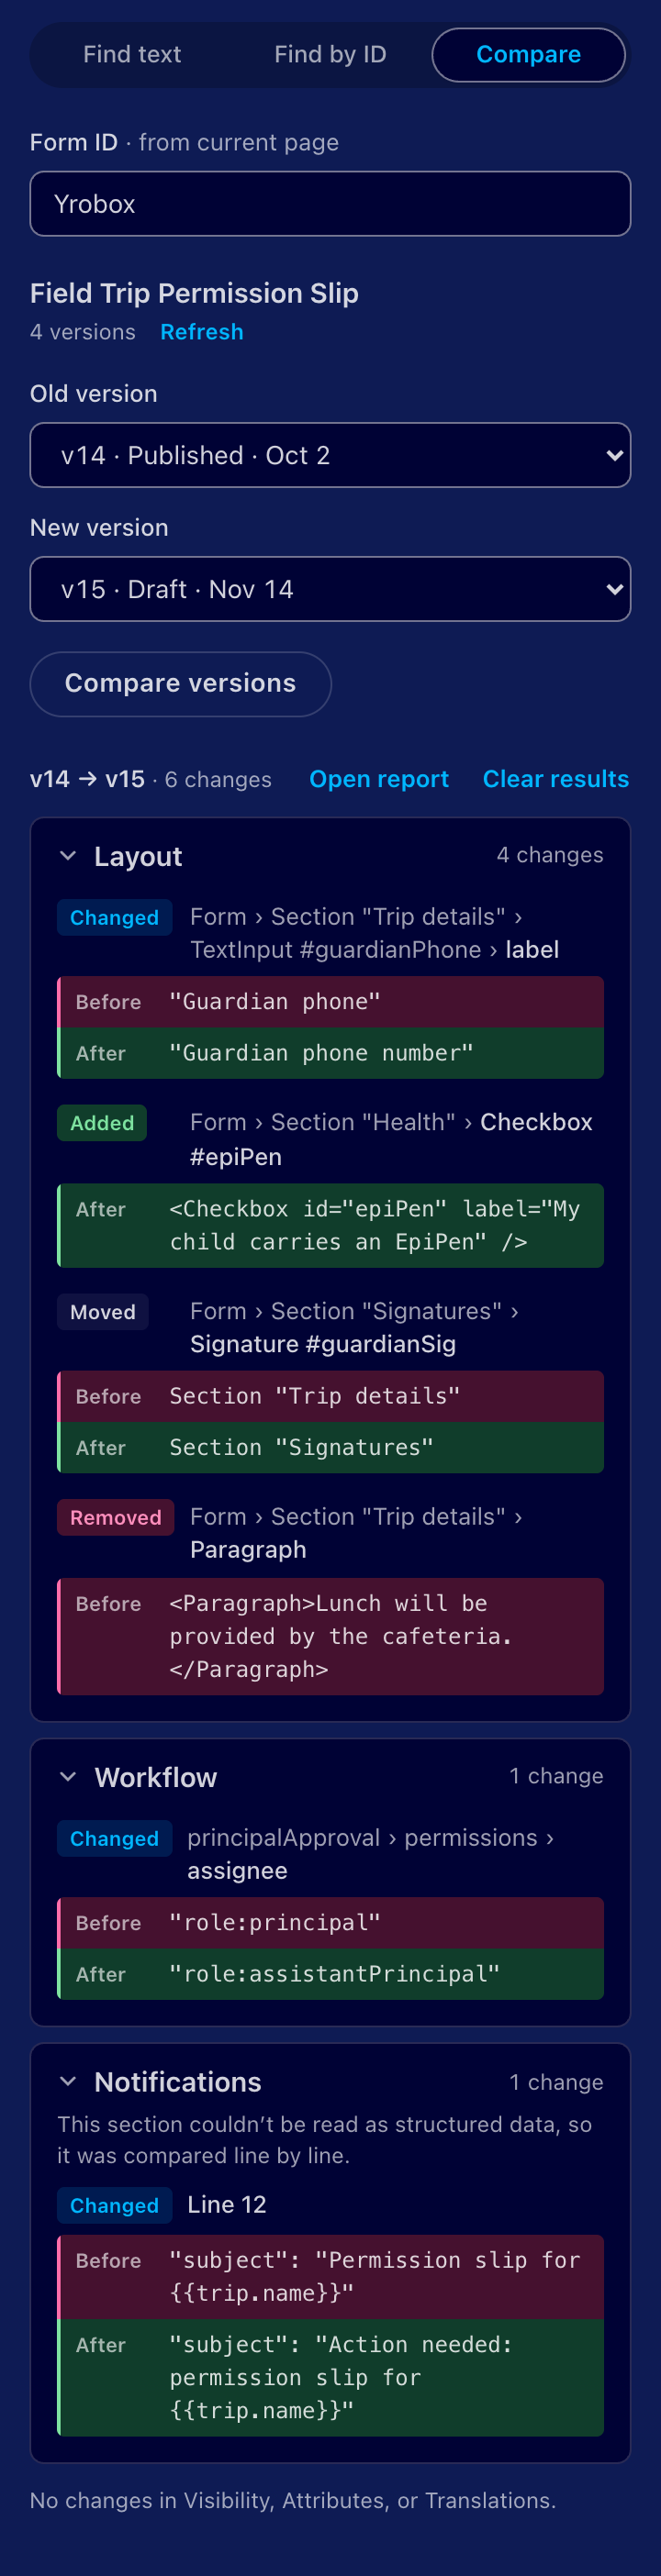 Find text Find by ID Compare
Form ID · from current page
Yrobox
Field Trip Permission Slip
4 versions Refresh
Old version
v14 · Published · Oct 2
New version
v15 · Draft · Nov 14
Compare versions
v14 → v15 · 6 changes Open report Clear results
Layout 4 changes
Changed Form › Section "Trip details" ›
TextInput #guardianPhone › label
Before "Guardian phone"
After "Guardian phone number"
Added Form › Section "Health" › Checkbox
#epiPen
After <Checkbox id="epiPen" label="My
child carries an EpiPen" />
Moved Form › Section "Signatures" ›
Signature #guardianSig
Before Section "Trip details"
After Section "Signatures"
Removed Form › Section "Trip details" ›
Paragraph
Before <Paragraph>Lunch will be
provided by the cafeteria.
</Paragraph>
Workflow 1 change
Changed principalApproval › permissions ›
assignee
Before "role:principal"
After "role:assistantPrincipal"
Notifications 1 change
This section couldn’t be read as structured data, so
it was compared line by line.
Changed Line 12
Before "subject": "Permission slip for
{{trip.name}}"
After "subject": "Action needed:
permission slip for
{{trip.name}}"
No changes in Visibility, Attributes, or Translations.